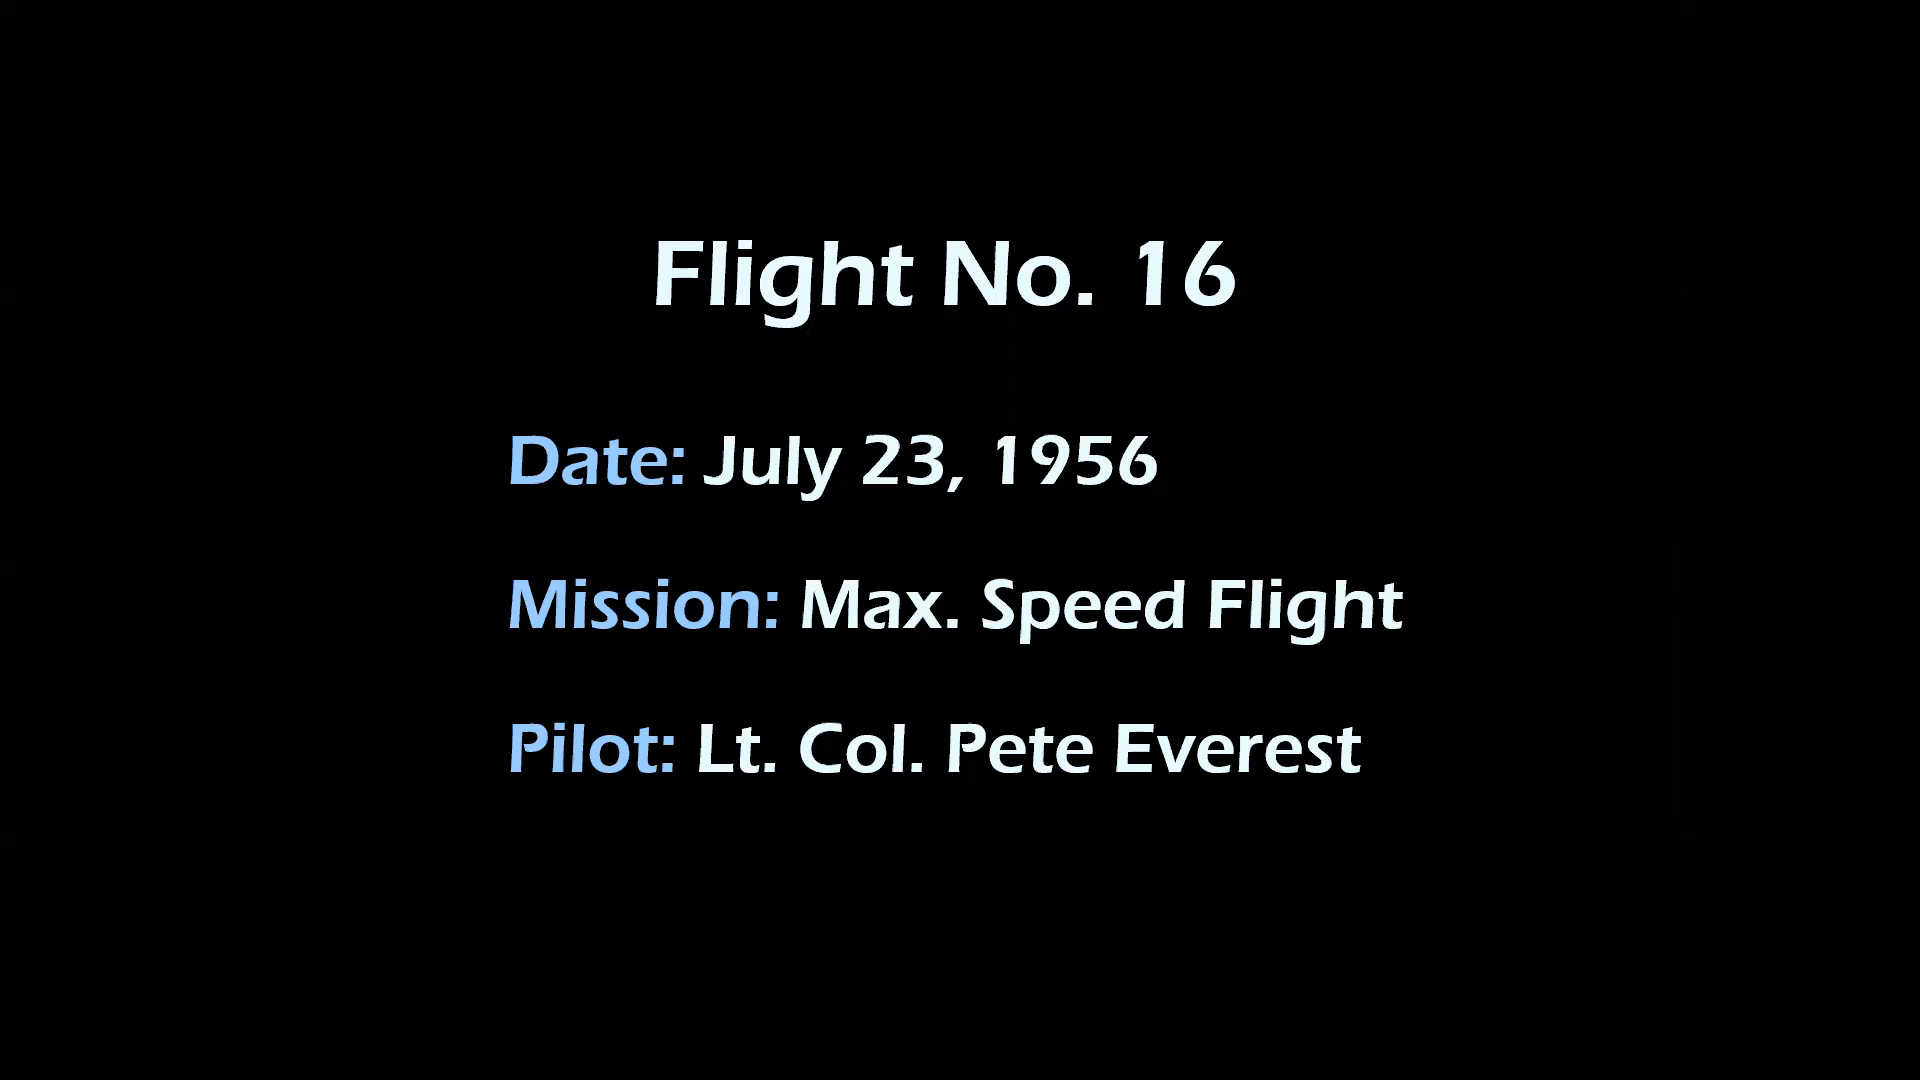 Flight No. 16
Date: July 23, 1956
Mission: Max. Speed Flight
Pilot: Lt. Col. Pete Everest